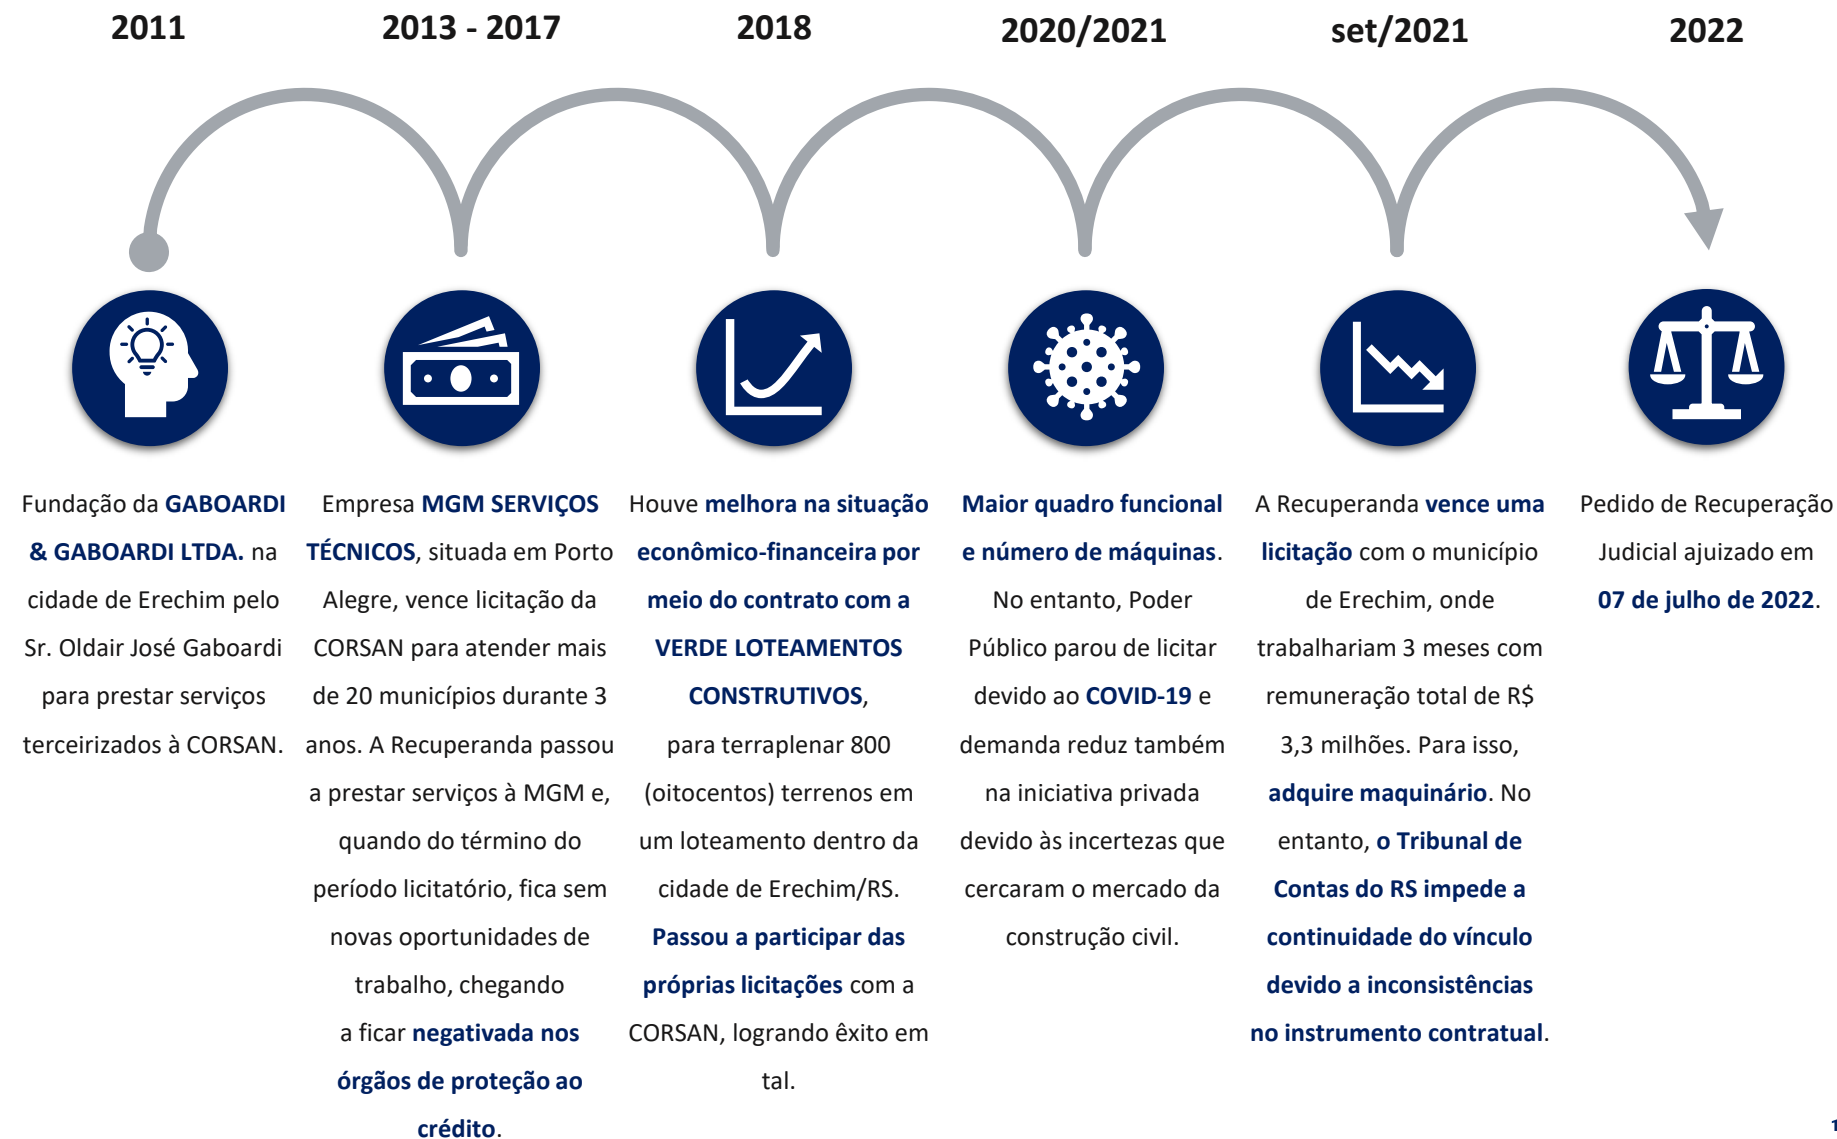 2011
Fundação da GABOARDI
& GABOARDI LTDA. na
cidade de Erechim pelo
Sr. Oldair José Gaboardi
para prestar serviços
terceirizados à CORSAN.
2013 - 2017
Empresa MGM SERVIÇOS
TÉCNICOS, situada em Porto
Alegre, vence licitação da
CORSAN para atender mais
de 20 municípios durante 3
anos. A Recuperanda passou
a prestar serviços à MGM e,
quando do término do
período licitatório, fica sem
novas oportunidades de
trabalho, chegando
a ficar negativada nos
órgãos de proteção ao
crédito.
2018
Houve melhora na situação
econômico-financeira por
meio do contrato com a
VERDE LOTEAMENTOS
CONSTRUTIVOS,
para terraplenar 800
(oitocentos) terrenos em
um loteamento dentro da
cidade de Erechim/RS.
Passou a participar das
próprias licitações com a
CORSAN, logrando êxito em
tal.
2020/2021
Maior quadro funcional
e número de máquinas.
No entanto, Poder
Público parou de licitar
devido ao COVID-19 e
demanda reduz também
na iniciativa privada
devido às incertezas que
cercaram o mercado da
construção civil.
set/2021
A Recuperanda vence uma
licitação com o município
de Erechim, onde
trabalhariam 3 meses com
remuneração total de R$
3,3 milhões. Para isso,
adquire maquinário. No
entanto, o Tribunal de
Contas do RS impede a
continuidade do vínculo
devido a inconsistências
no instrumento contratual.
2022
Pedido de Recuperação
Judicial ajuizado em
07 de julho de 2022.